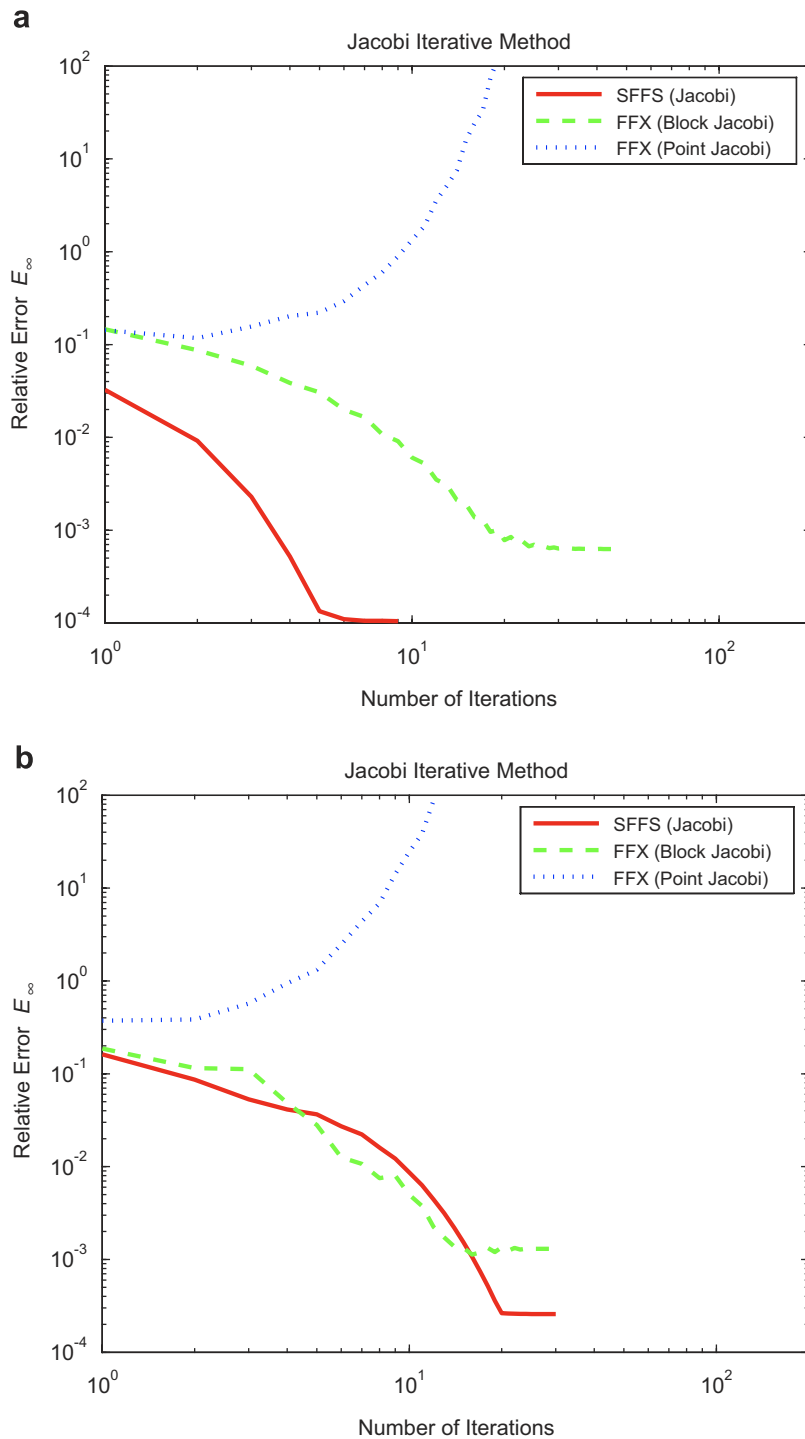 a
Jacobi Iterative Method
10^2
10^1
10^0
10^-1
10^-2
10^-3
10^-4
Relative Error E∞
SFFS (Jacobi)
FFX (Block Jacobi)
FFX (Point Jacobi)
10^0
10^1
10^2
Number of Iterations
b
Jacobi Iterative Method
10^2
10^1
10^0
10^-1
10^-2
10^-3
10^-4
Relative Error E∞
SFFS (Jacobi)
FFX (Block Jacobi)
FFX (Point Jacobi)
10^0
10^1
10^2
Number of Iterations